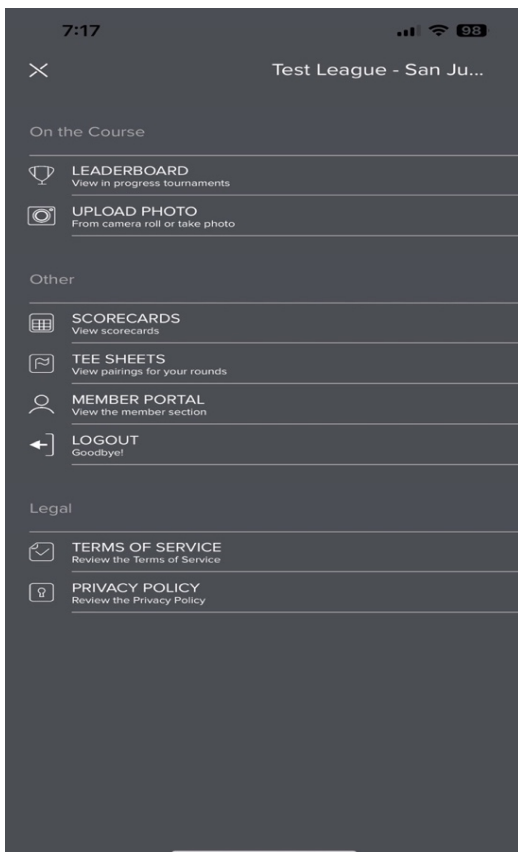 7:17
98
Test League - San Ju...
On the Course
LEADERBOARD
View in progress tournaments
UPLOAD PHOTO
From camera roll or take photo
Other
SCORECARDS
View scorecards
TEE SHEETS
View pairings for your rounds
MEMBER PORTAL
View the member section
LOGOUT
Goodbye!
Legal
TERMS OF SERVICE
Review the Terms of Service
PRIVACY POLICY
Review the Privacy Policy